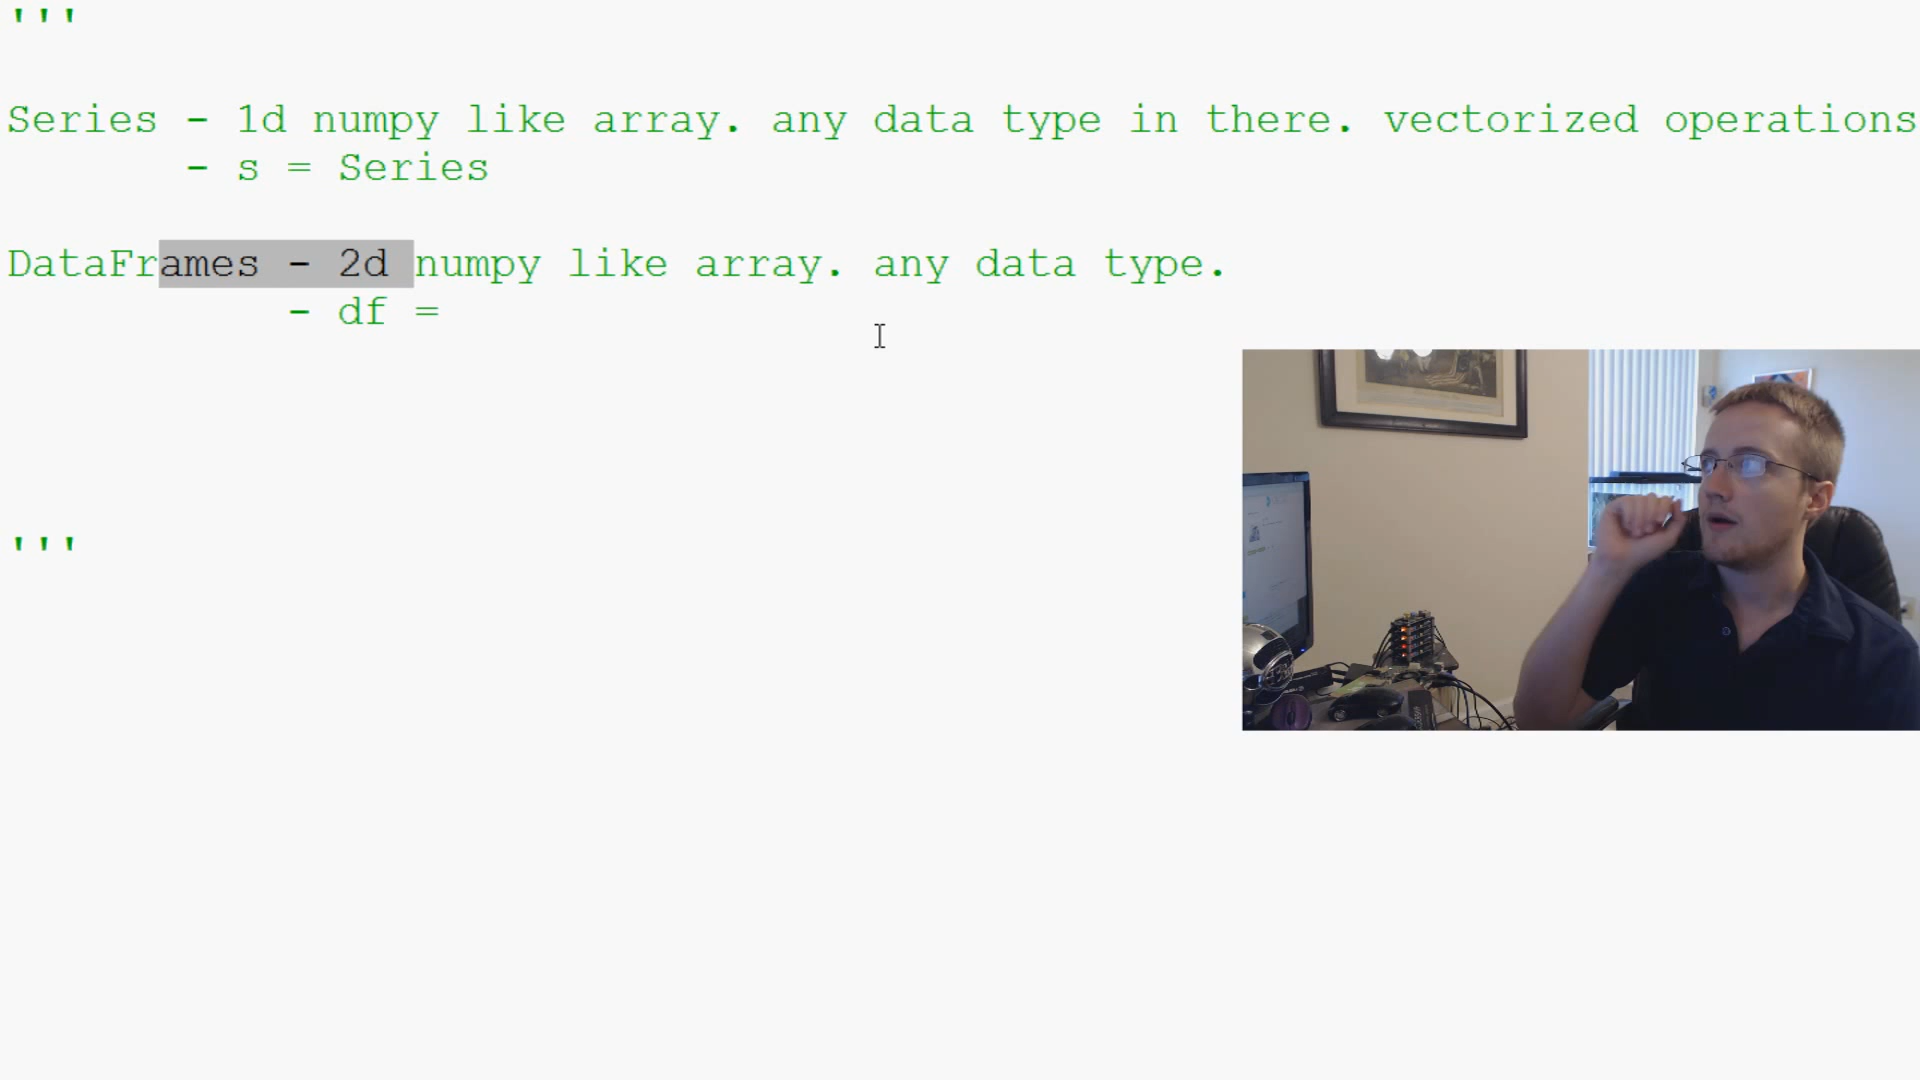 '''
Series - 1d numpy like array. any data type in there. vectorized operations
- s = Series
DataFrames - 2d numpy like array. any data type.
- df =
'''